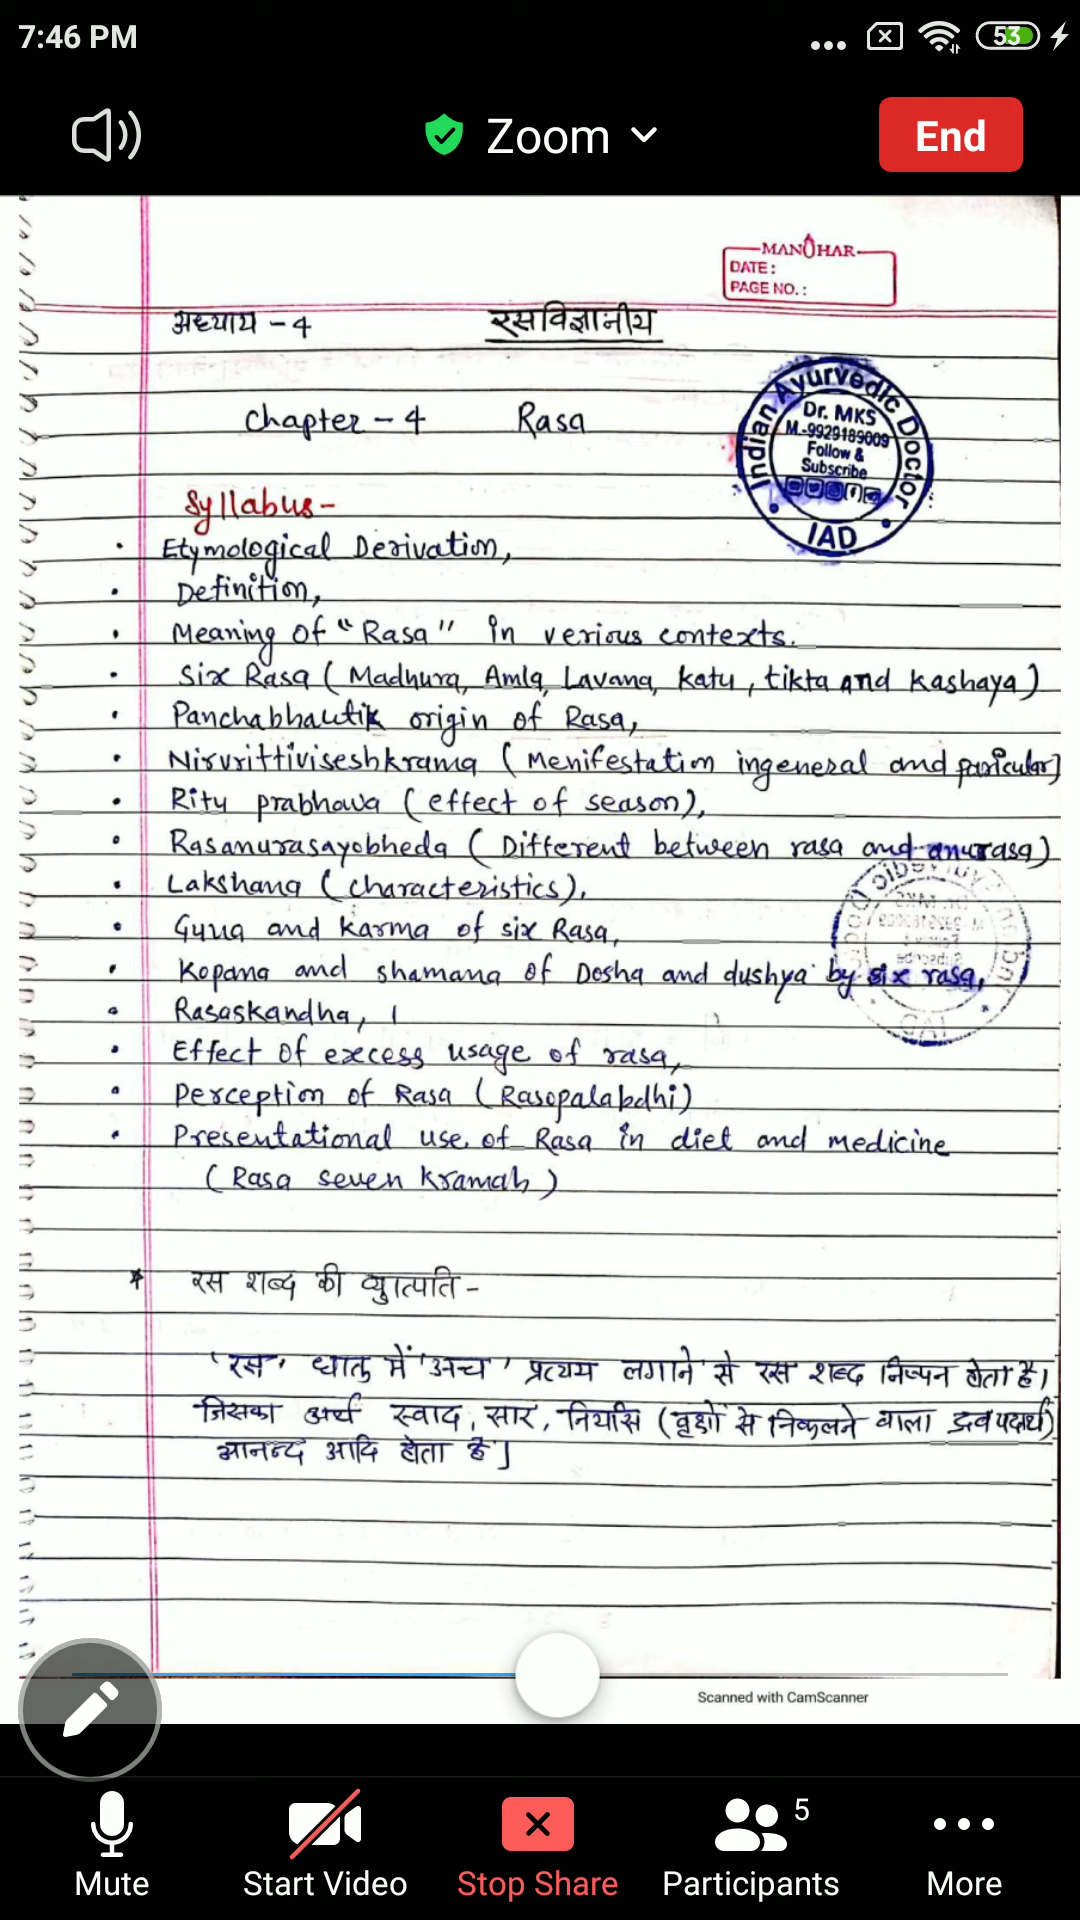 7:46 PM
53
Zoom
End
MANOHAR
DATE :
PAGE NO. :
अध्याय - 4 रसविज्ञानीय
Chapter - 4 Rasa
Indian Ayurvedic Doctor
Dr. MKS
M-9929189009
Follow &
Subscribe
IAD
Syllabus-
• Etymological Derivation,
• Definition,
• Meaning of "Rasa" in verious contexts.
• Six Rasa (Madhura, Amla, Lavana, katu, tikta and kashaya)
• Panchabhautik origin of Rasa,
• Nirvrittiviseshkrama (Menifestation ingeneral and paricular)
• Ritu prabhava (effect of season),
• Rasanurasayobheda (Different between rasa and anurasa)
• Lakshana (characteristics),
• Guna and karma of six Rasa,
• Kopana and shamana of Dosha and dushya by six rasa,
• Rasaskandha,
• Effect of excess usage of rasa,
• Perception of Rasa (Rasopalabdhi)
• Presentational use of Rasa in diet and medicine
(Rasa seven kramah)
* रस शब्द की व्युात्पति -
'रस' धातु में 'अच्च' प्रत्यय लगाने से रस शब्द निष्पन होता है।
जिसका अर्थ स्वाद, सार, निर्यास (वृक्षों से निकलने वाला द्रव पदार्थ)
आनन्द आदि होता है]
Scanned with CamScanner
5
Mute
Start Video
Stop Share
Participants
More